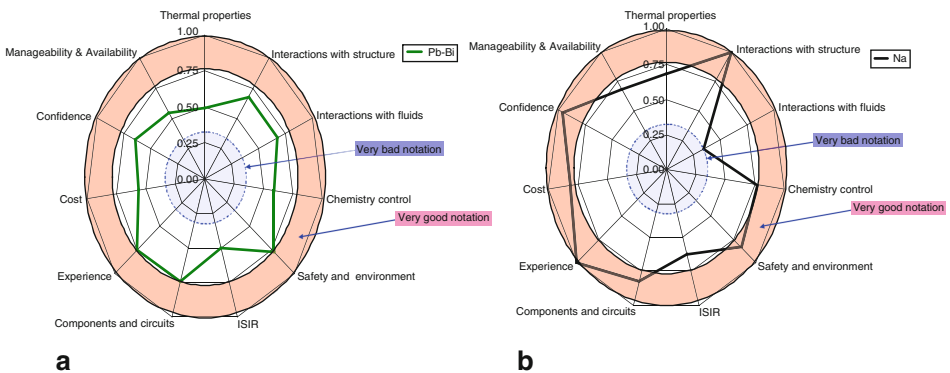 Thermal properties
1.00
Manageability & Availability
Interactions with structure
Pb-Bi
0.75
Confidence
0.50
Interactions with fluids
0.25
Very bad notation
0.00
Cost
Chemistry control
Very good notation
Experience
Safety and environment
Components and circuits
ISIR
a
Thermal properties
1.00
Manageability & Availability
Interactions with structure
Na
0.75
Confidence
0.50
Interactions with fluids
0.25
Very bad notation
0.00
Cost
Chemistry control
Very good notation
Experience
Safety and environment
Components and circuits
ISIR
b